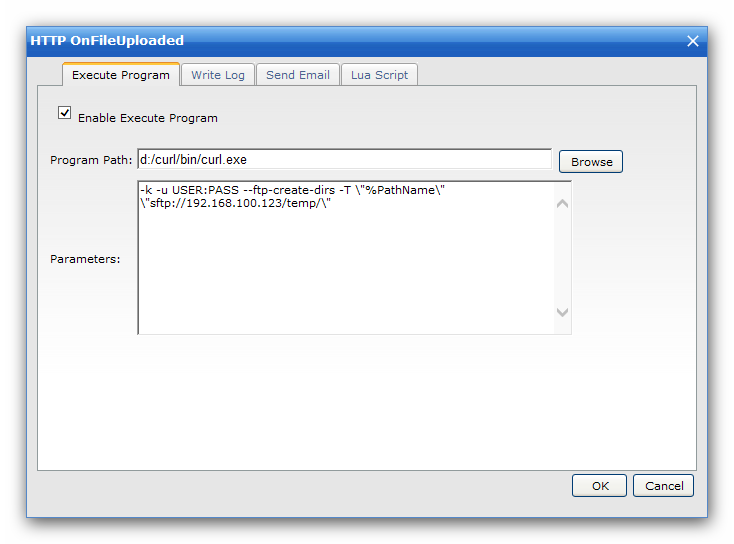 HTTP OnFileUploaded
Execute Program Write Log Send Email Lua Script
Enable Execute Program
Program Path: d:/curl/bin/curl.exe Browse
-k -u USER:PASS --ftp-create-dirs -T \"%PathName\"
\"sftp://192.168.100.123/temp/\"
Parameters:
OK Cancel